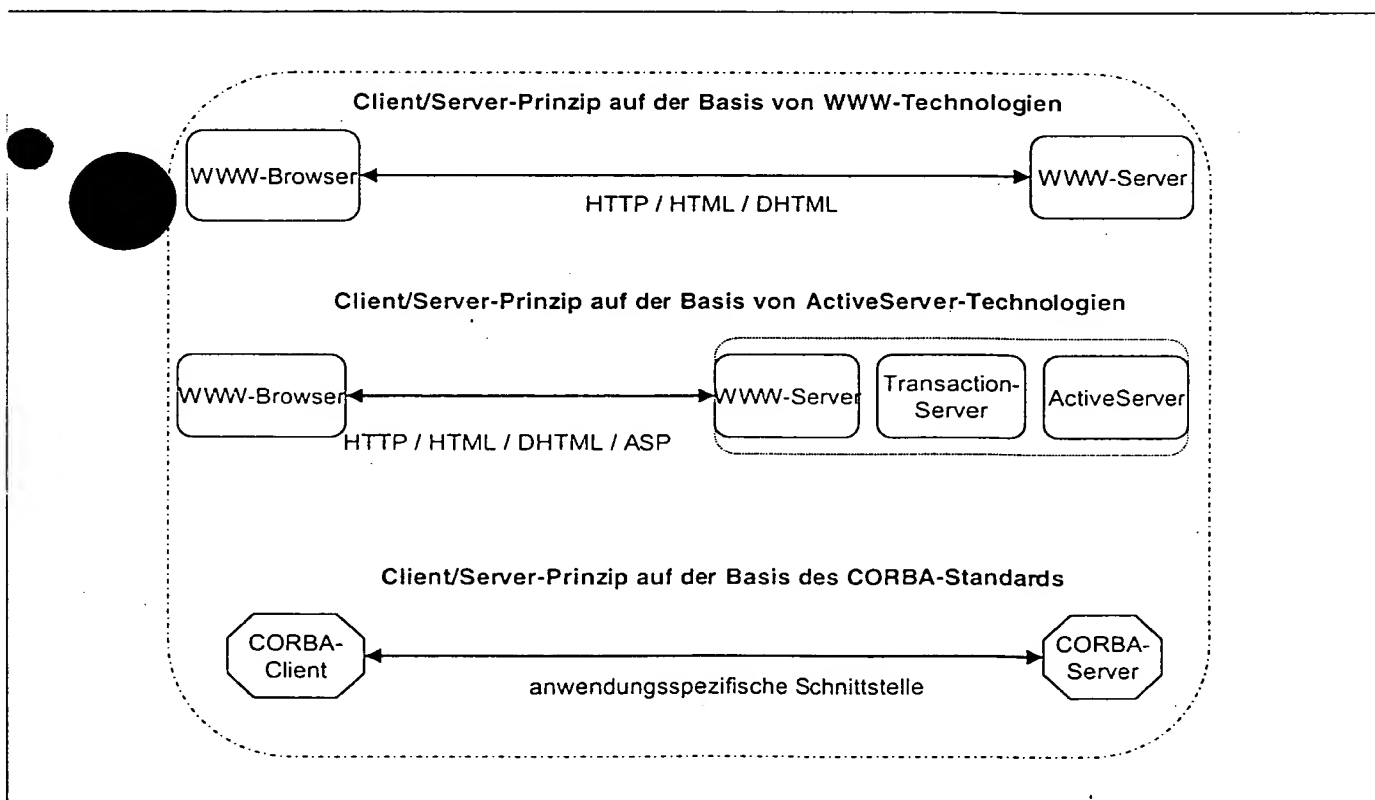 Client/Server-Prinzip auf der Basis von WWW-Technologien
WWW-Browser
WWW-Server
HTTP / HTML / DHTML
Client/Server-Prinzip auf der Basis von ActiveServer-Technologien
WWW-Browser
WWW-Server
Transaction-
Server
ActiveServer
HTTP / HTML / DHTML / ASP
Client/Server-Prinzip auf der Basis des CORBA-Standards
CORBA-
Client
CORBA-
Server
anwendungsspezifische Schnittstelle